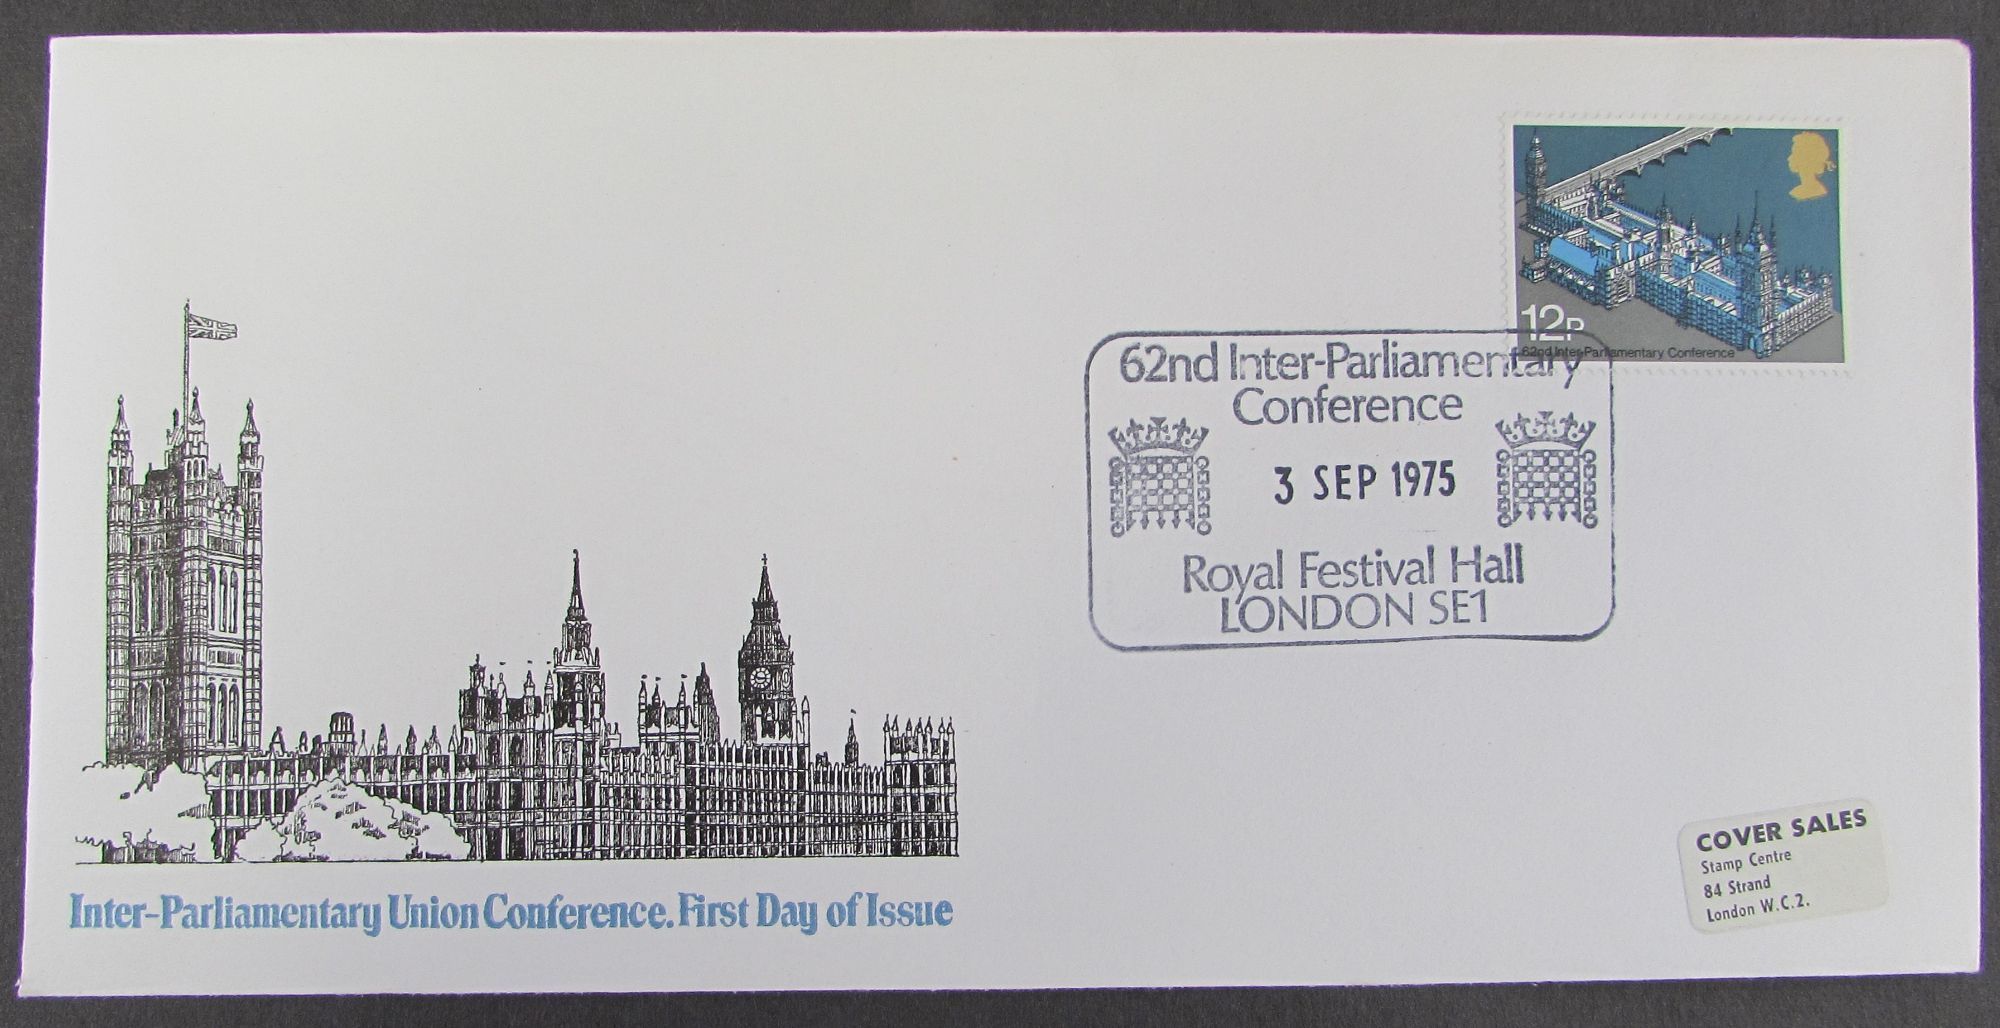 12P
62nd Inter-Parliamentary Conference
62nd Inter-Parliamentary
Conference
3 SEP 1975
Royal Festival Hall
LONDON SE1
COVER SALES
Stamp Centre
84 Strand
London W.C.2.
Inter-Parliamentary Union Conference. First Day of Issue